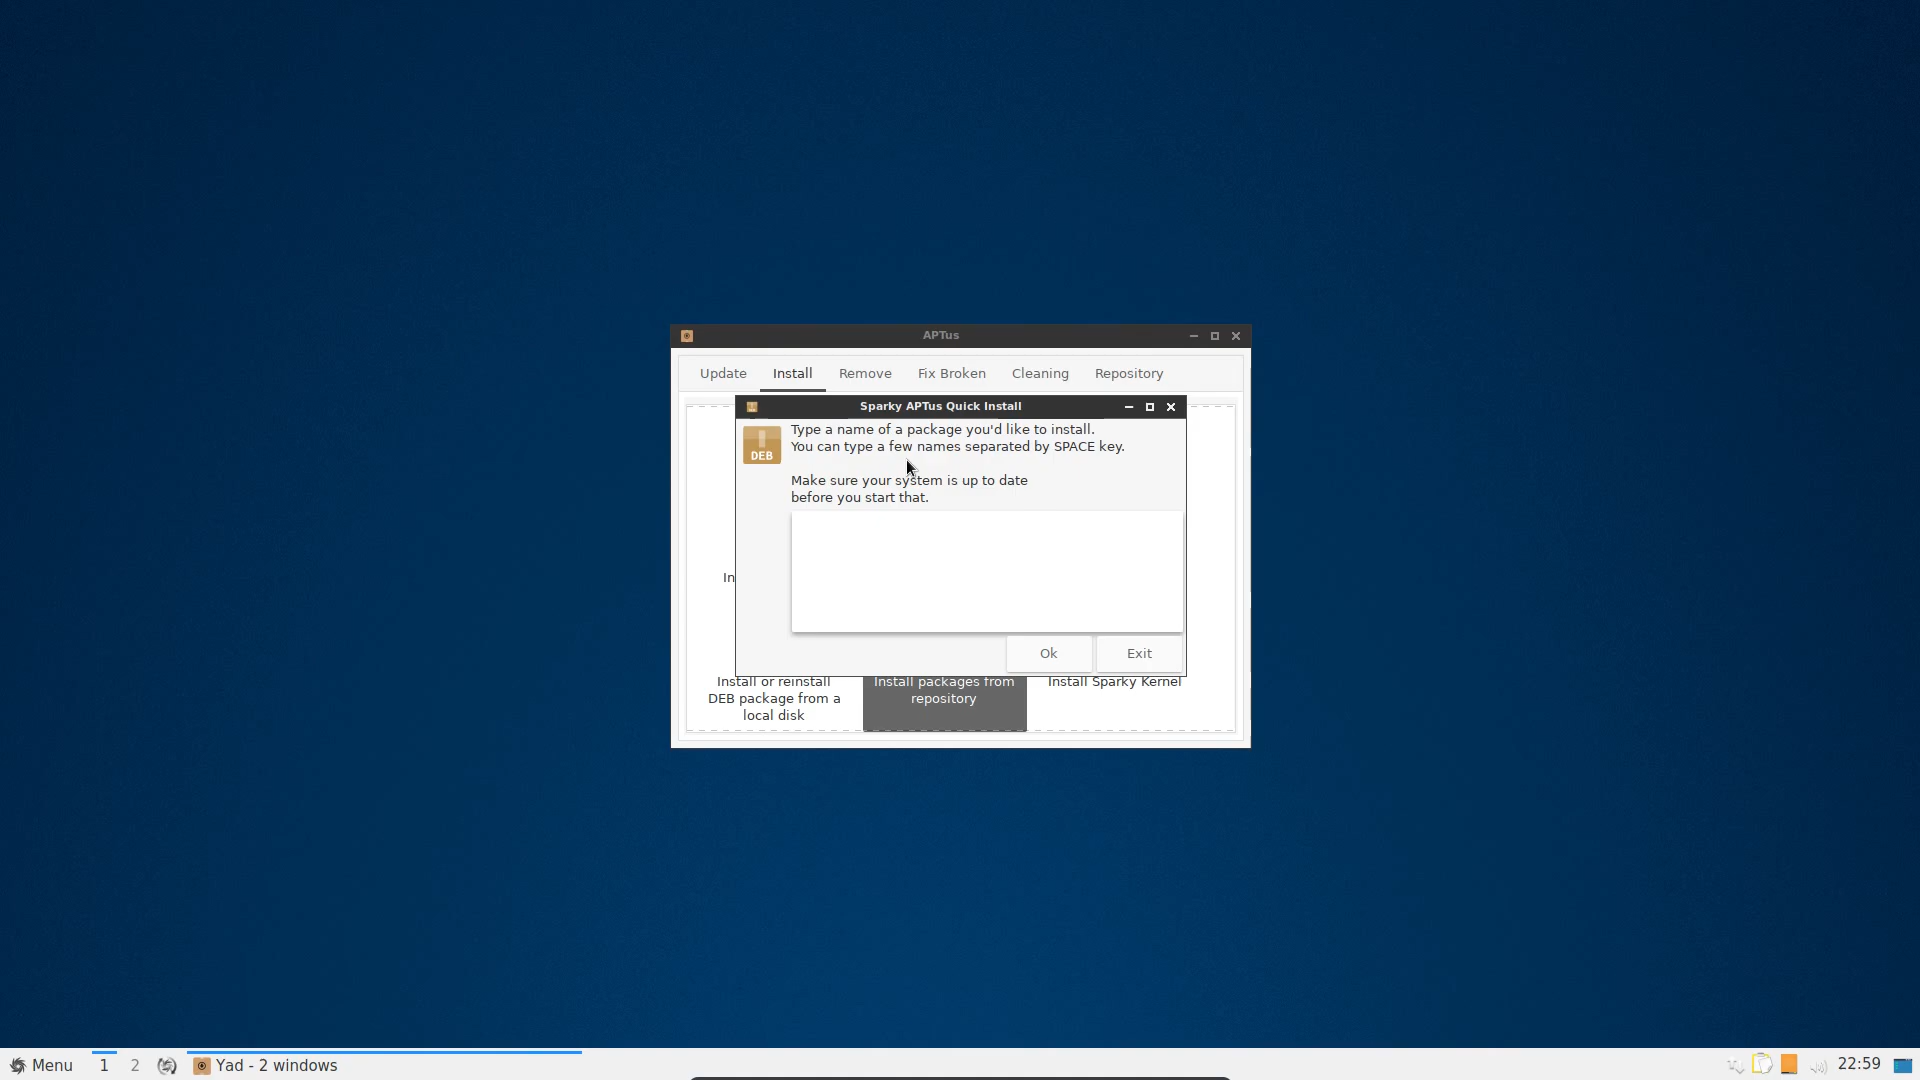 APTus
Update Install Remove Fix Broken Cleaning Repository
Sparky APTus Quick Install
DEB
Type a name of a package you'd like to install.
You can type a few names separated by SPACE key.
Make sure your system is up to date
before you start that.
In
Ok Exit
Install or reinstall
DEB package from a
local disk
Install packages from
repository
Install Sparky Kernel
Menu 1 2 Yad - 2 windows 22:59